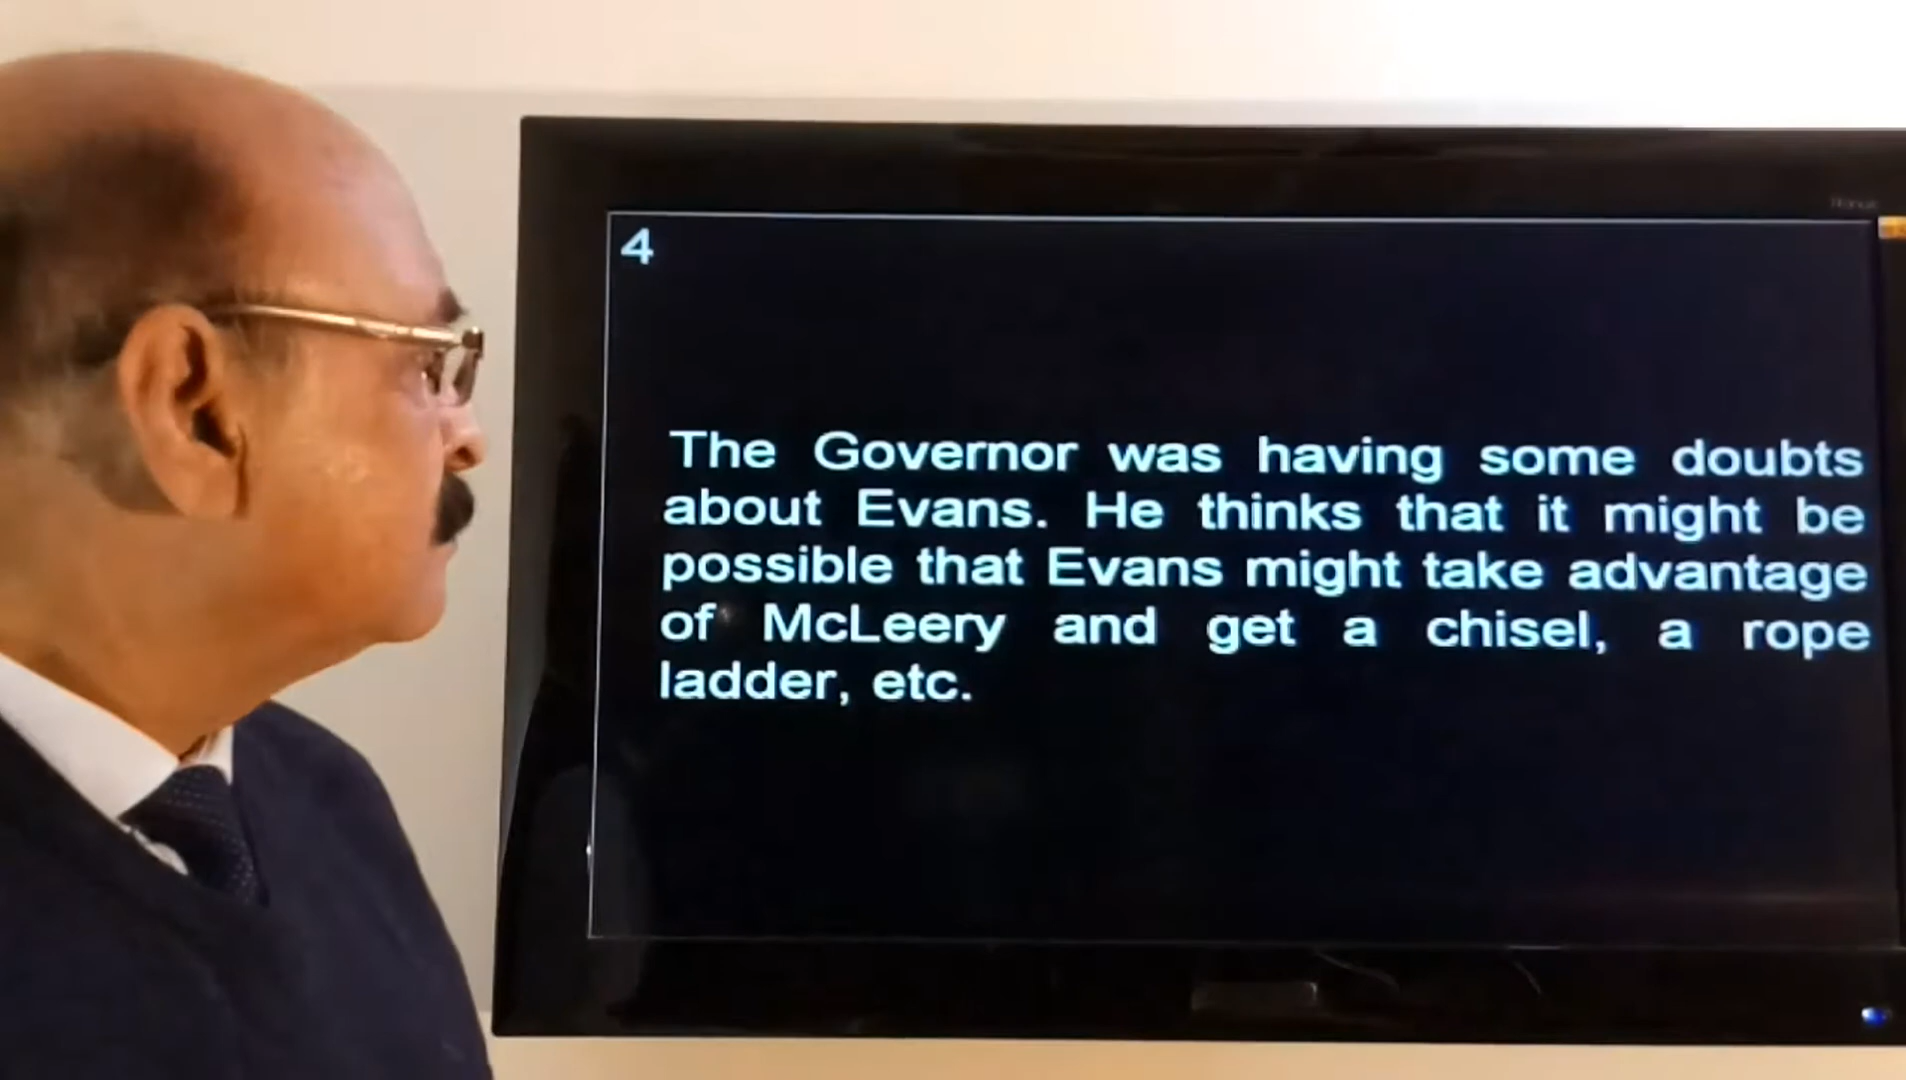 4
The Governor was having some doubts
about Evans. He thinks that it might be
possible that Evans might take advantage
of McLeery and get a chisel, a rope
ladder, etc.